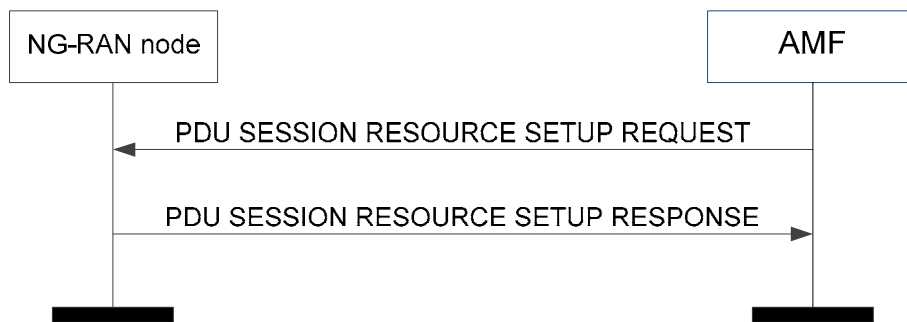 NG-RAN node
AMF
PDU SESSION RESOURCE SETUP REQUEST
PDU SESSION RESOURCE SETUP RESPONSE